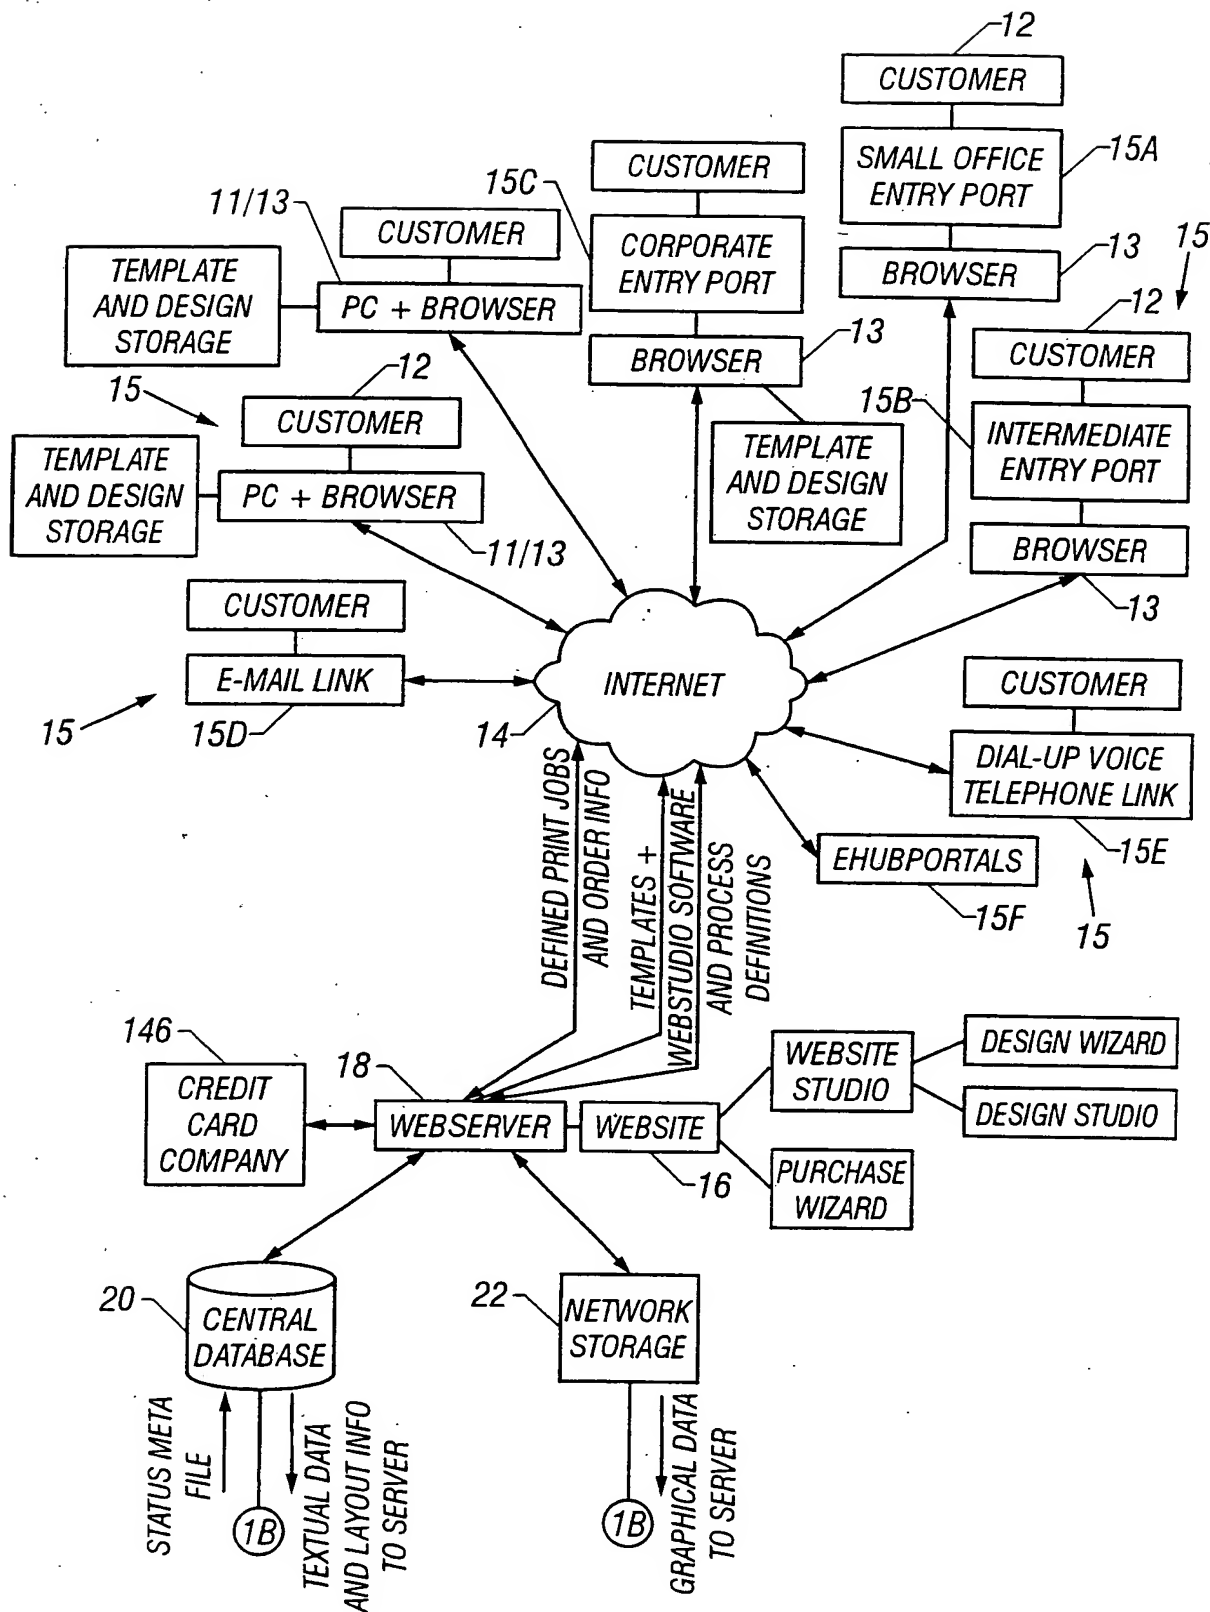 12
CUSTOMER
SMALL OFFICE
ENTRY PORT
15A
BROWSER
13
15
15C
CUSTOMER
CORPORATE
ENTRY PORT
BROWSER
13
TEMPLATE
AND DESIGN
STORAGE
11/13
CUSTOMER
PC + BROWSER
TEMPLATE
AND DESIGN
STORAGE
12
CUSTOMER
15B
INTERMEDIATE
ENTRY PORT
BROWSER
13
15
12
CUSTOMER
PC + BROWSER
11/13
TEMPLATE
AND DESIGN
STORAGE
CUSTOMER
E-MAIL LINK
15D
15
INTERNET
14
CUSTOMER
DIAL-UP VOICE
TELEPHONE LINK
15E
15
EHUBPORTALS
15F
DEFINED PRINT JOBS
AND ORDER INFO
TEMPLATES +
WEBSTUDIO SOFTWARE
AND PROCESS
DEFINITIONS
146
CREDIT
CARD
COMPANY
18
WEBSERVER
WEBSITE
16
WEBSITE
STUDIO
DESIGN WIZARD
DESIGN STUDIO
PURCHASE
WIZARD
20
CENTRAL
DATABASE
22
NETWORK
STORAGE
STATUS META
FILE
1B
TEXTUAL DATA
AND LAYOUT INFO
TO SERVER
1B
GRAPHICAL DATA
TO SERVER